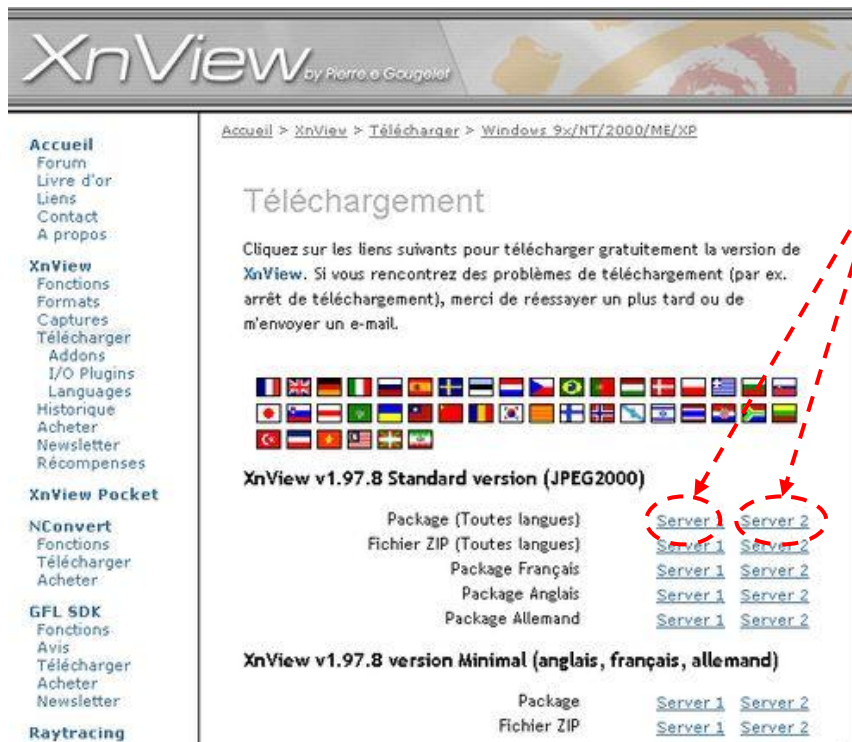 XnView by Pierre.e Gougelet
Accueil
Forum
Livre d'or
Liens
Contact
A propos
XnView
Fonctions
Formats
Captures
Télécharger
Addons
I/O Plugins
Languages
Historique
Acheter
Newsletter
Récompenses
XnView Pocket
NConvert
Fonctions
Télécharger
Acheter
GFL SDK
Fonctions
Avis
Télécharger
Acheter
Newsletter
Raytracing
Accueil > XnView > Télécharger > Windows 9x/NT/2000/ME/XP
Téléchargement
Cliquez sur les liens suivants pour télécharger gratuitement la version de
XnView. Si vous rencontrez des problèmes de téléchargement (par ex.
arrêt de téléchargement), merci de réessayer un plus tard ou de
m'envoyer un e-mail.
XnView v1.97.8 Standard version (JPEG2000)
Package (Toutes langues) Server 1 Server 2
Fichier ZIP (Toutes langues) Server 1 Server 2
Package Français Server 1 Server 2
Package Anglais Server 1 Server 2
Package Allemand Server 1 Server 2
XnView v1.97.8 version Minimal (anglais, français, allemand)
Package Server 1 Server 2
Fichier ZIP Server 1 Server 2